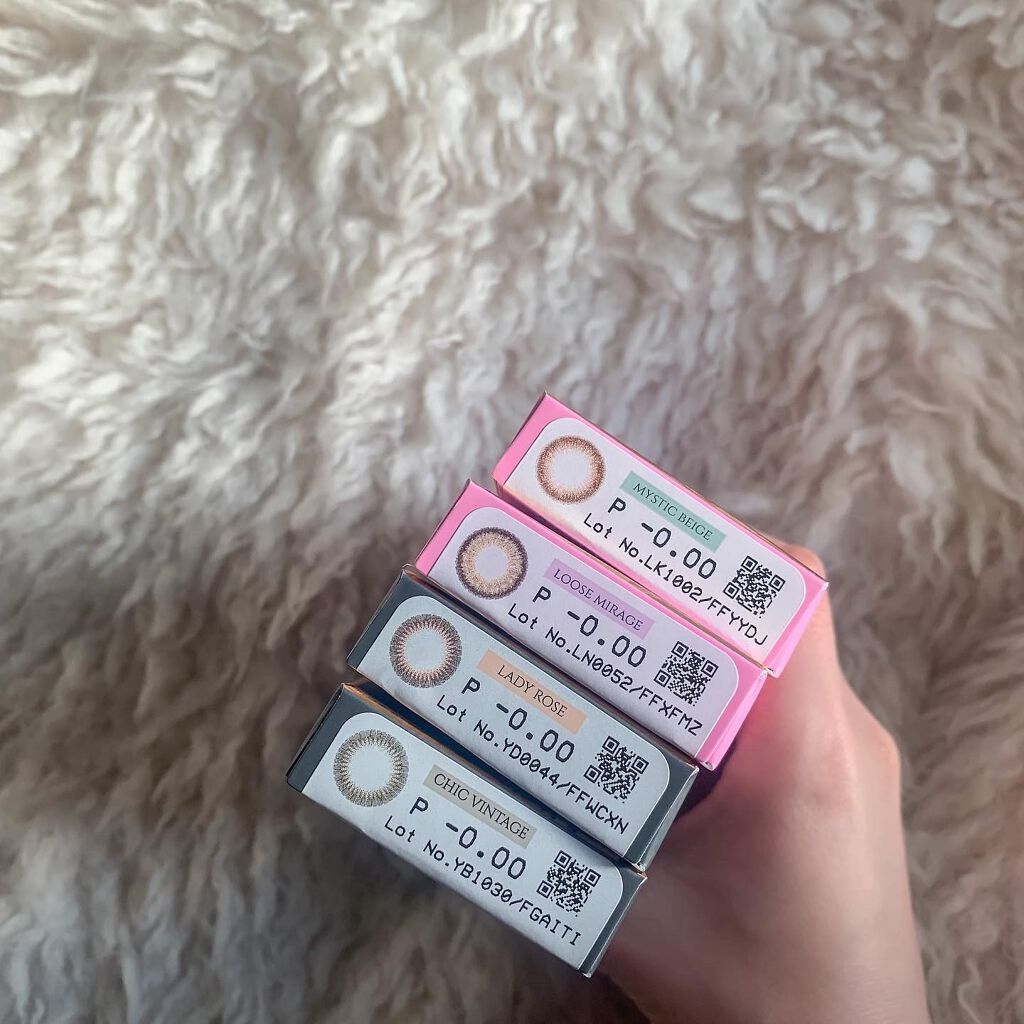 MYSTIC BEIGE
P -0.00
Lot No.LK1002/FFYYDJ
LOOSE MIRAGE
P -0.00
Lot No.LN0052/FFXFMZ
LADY ROSE
P -0.00
Lot No.YD0044/FFWCXN
CHIC VINTAGE
P -0.00
Lot No.YB1030/FGAITI